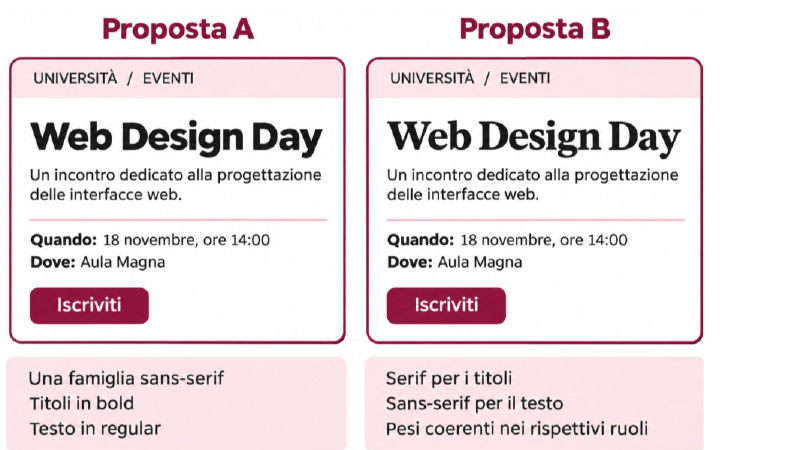 Proposta A
UNIVERSITÀ / EVENTI
Web Design Day
Un incontro dedicato alla progettazione
delle interfacce web.
Quando: 18 novembre, ore 14:00
Dove: Aula Magna
Iscriviti
Una famiglia sans-serif
Titoli in bold
Testo in regular
Proposta B
UNIVERSITÀ / EVENTI
Web Design Day
Un incontro dedicato alla progettazione
delle interfacce web.
Quando: 18 novembre, ore 14:00
Dove: Aula Magna
Iscriviti
Serif per i titoli
Sans-serif per il testo
Pesi coerenti nei rispettivi ruoli